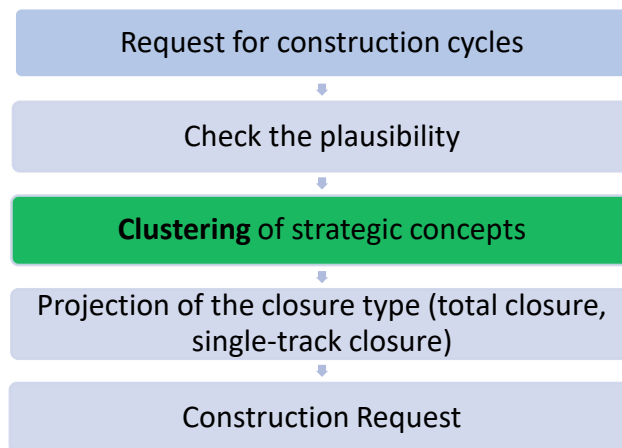 Request for construction cycles
Check the plausibility
Clustering of strategic concepts
Projection of the closure type (total closure,
single-track closure)
Construction Request